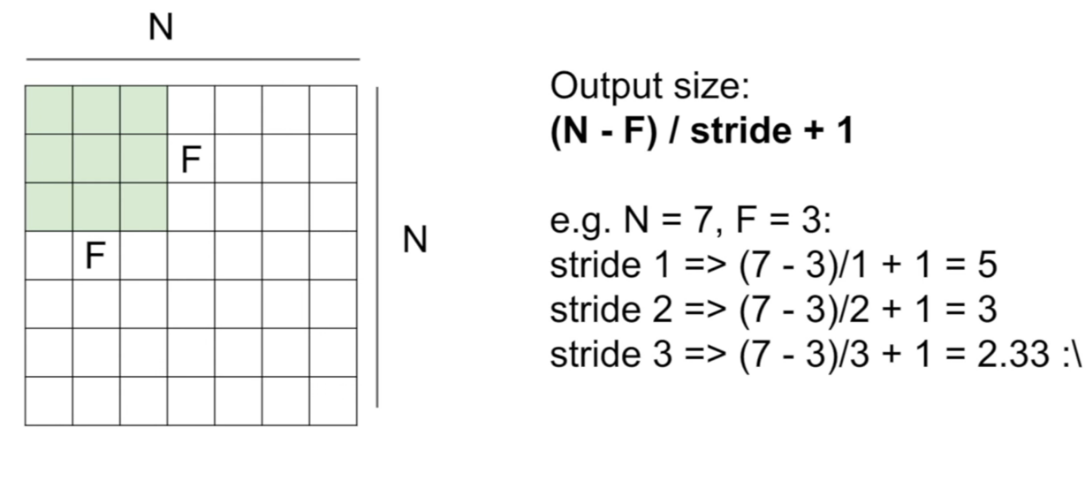 N
F
F
N
Output size:
(N - F) / stride + 1
e.g. N = 7, F = 3:
stride 1 => (7 - 3)/1 + 1 = 5
stride 2 => (7 - 3)/2 + 1 = 3
stride 3 => (7 - 3)/3 + 1 = 2.33 :\